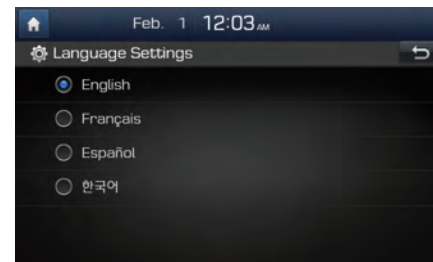 Feb. 1 12:03 AM
Language Settings
English
Français
Español
한국어